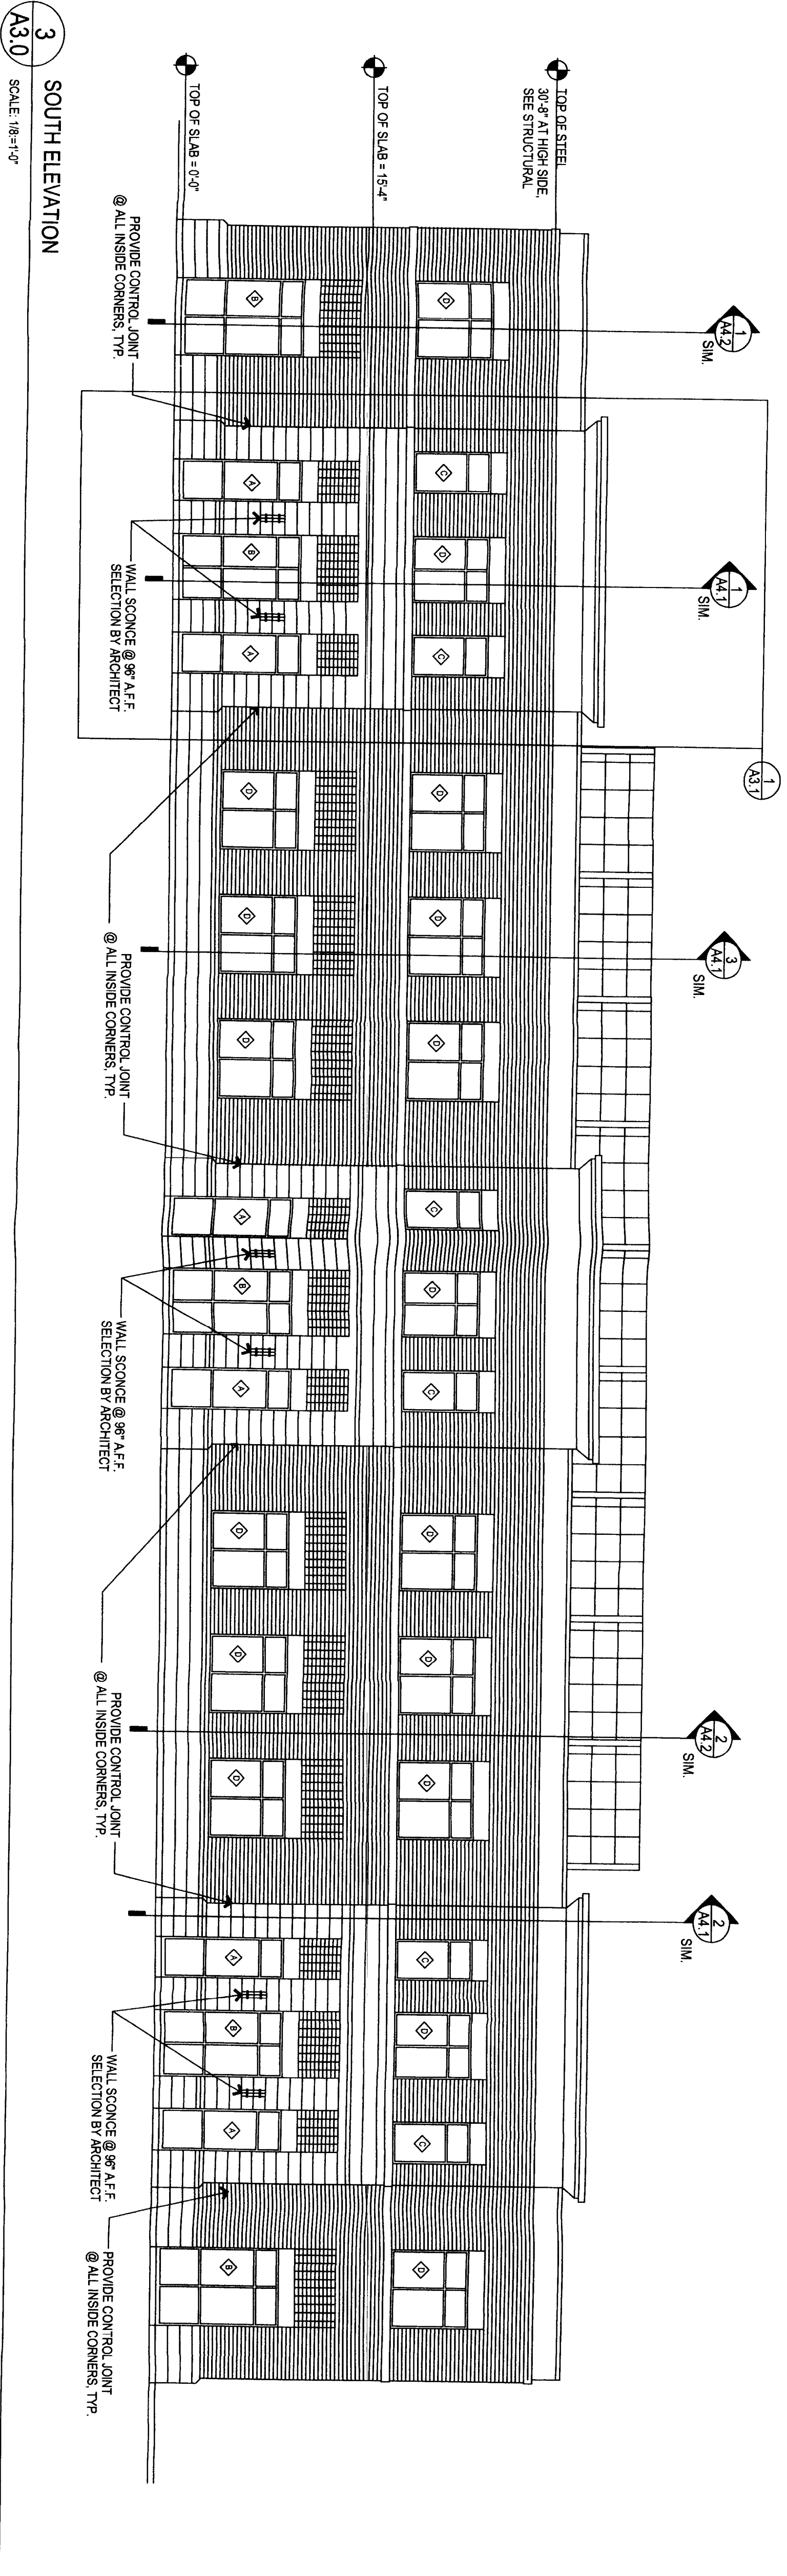 1
A4.2
SIM.
1
A4.1
SIM.
1
A3.1
3
A4.1
SIM.
2
A4.2
SIM.
2
A4.1
SIM.
TOP OF STEEL
30'-8" AT HIGH SIDE,
SEE STRUCTURAL
TOP OF SLAB = 15'-4"
TOP OF SLAB = 0'-0"
D
C
D
C
D
D
D
C
D
C
D
D
D
C
D
C
D
B
A
B
A
D
D
D
A
B
A
D
D
D
A
B
A
B
PROVIDE CONTROL JOINT
@ ALL INSIDE CORNERS, TYP.
WALL SCONCE @ 96" A.F.F.
SELECTION BY ARCHITECT
PROVIDE CONTROL JOINT
@ ALL INSIDE CORNERS, TYP.
WALL SCONCE @ 96" A.F.F.
SELECTION BY ARCHITECT
PROVIDE CONTROL JOINT
@ ALL INSIDE CORNERS, TYP.
WALL SCONCE @ 96" A.F.F.
SELECTION BY ARCHITECT
PROVIDE CONTROL JOINT
@ ALL INSIDE CORNERS, TYP.
3
A3.0
SOUTH ELEVATION
SCALE: 1/8:=1'-0"